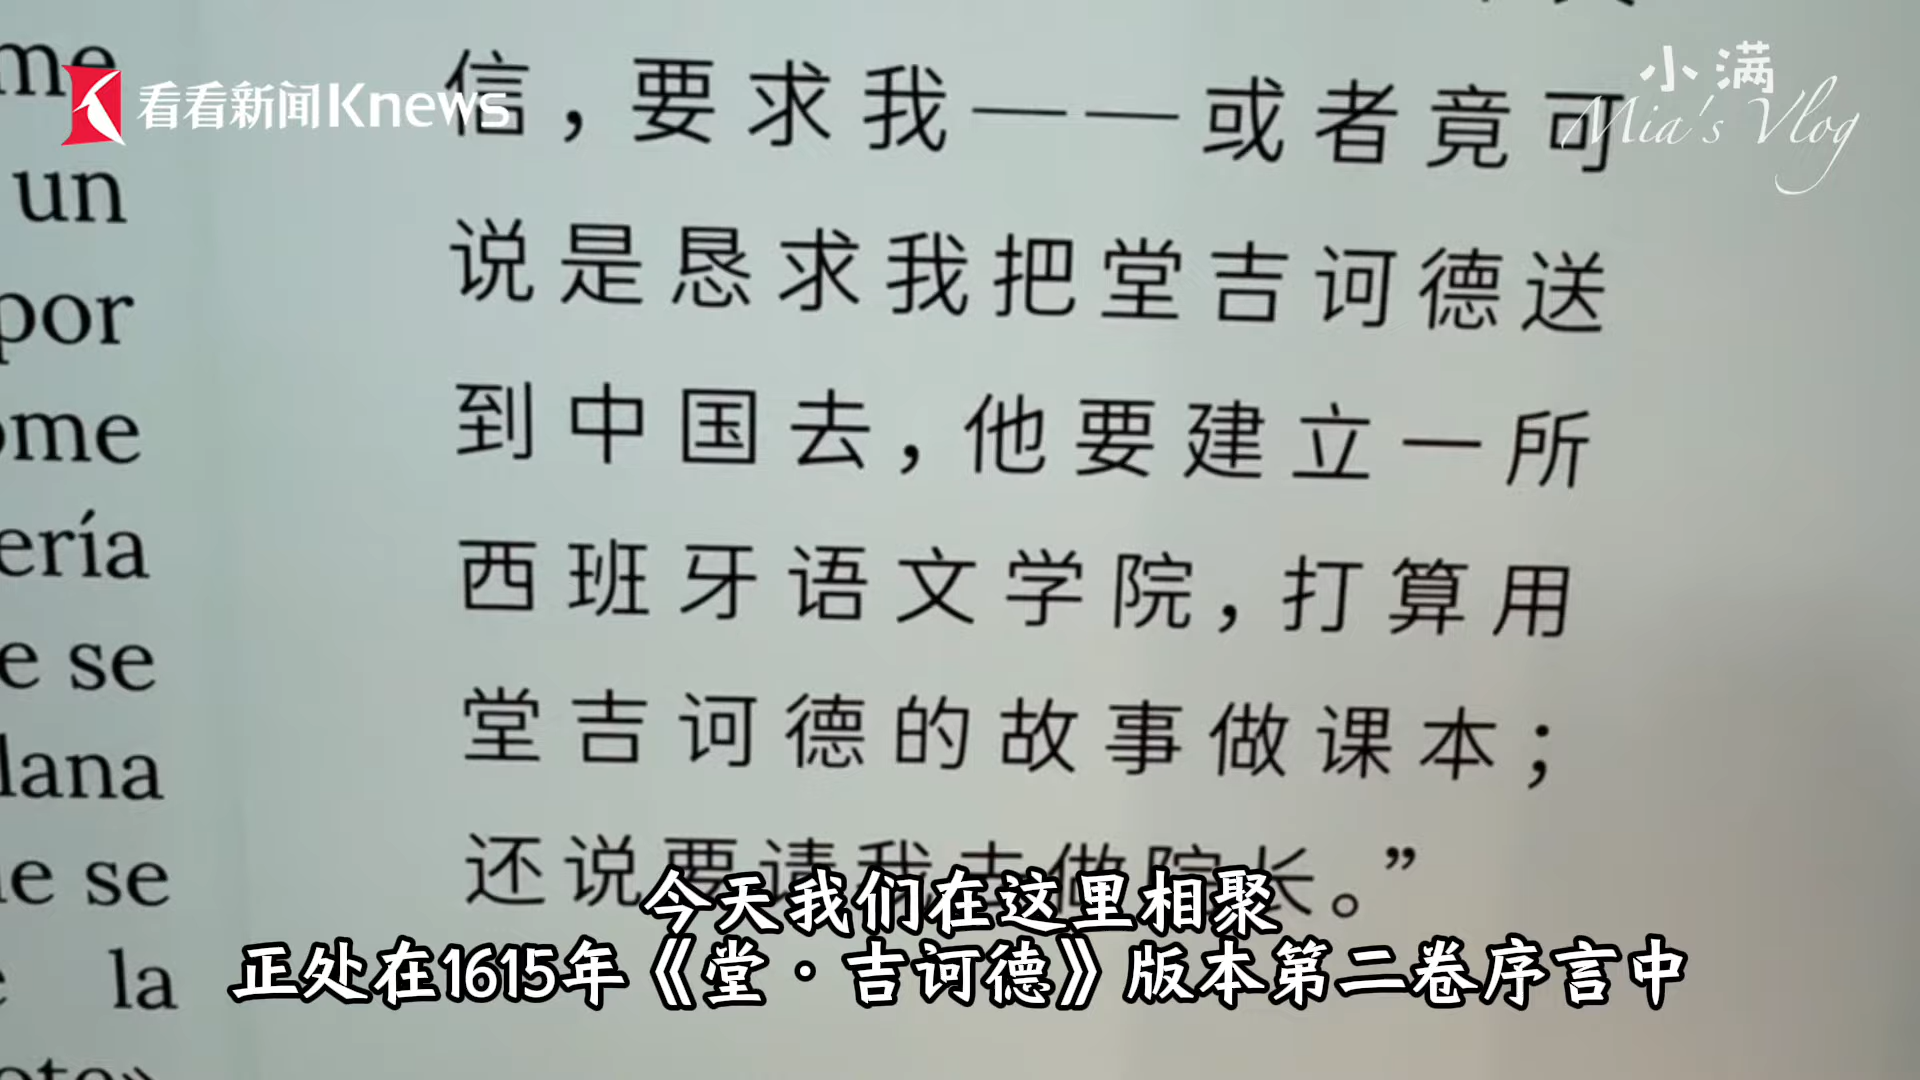 me
un
por
ome
ería
e se
lana
e se
la
看看新闻Knews
小满
Mia's Vlog
信，要求我——或者竟可
说是恳求我把堂吉诃德送
到中国去，他要建立一所
西班牙语文学院，打算用
堂吉诃德的故事做课本；
还说要请我去做院长。”
今天我们在这里相聚
正处在1615年《堂·吉诃德》版本第二卷序言中